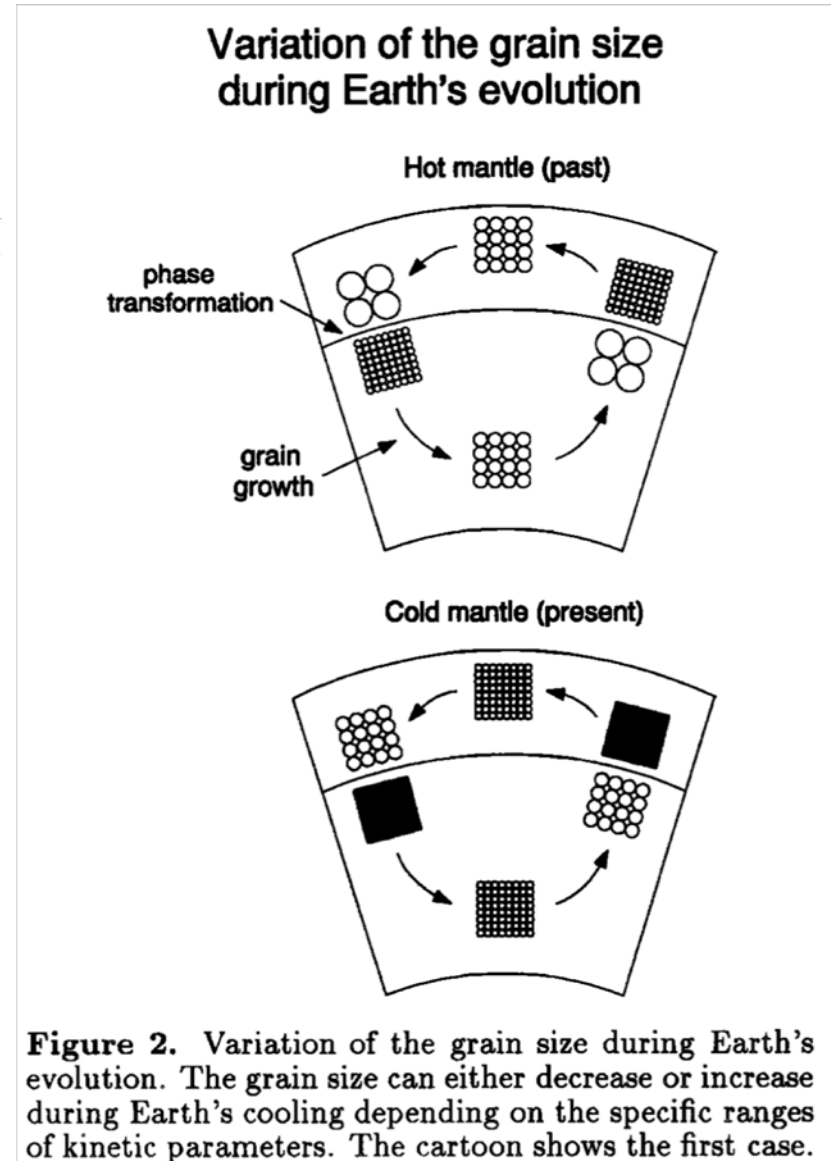 Variation of the grain size
during Earth's evolution
Hot mantle (past)
phase
transformation
grain
growth
Cold mantle (present)
Figure 2. Variation of the grain size during Earth's
evolution. The grain size can either decrease or increase
during Earth's cooling depending on the specific ranges
of kinetic parameters. The cartoon shows the first case.